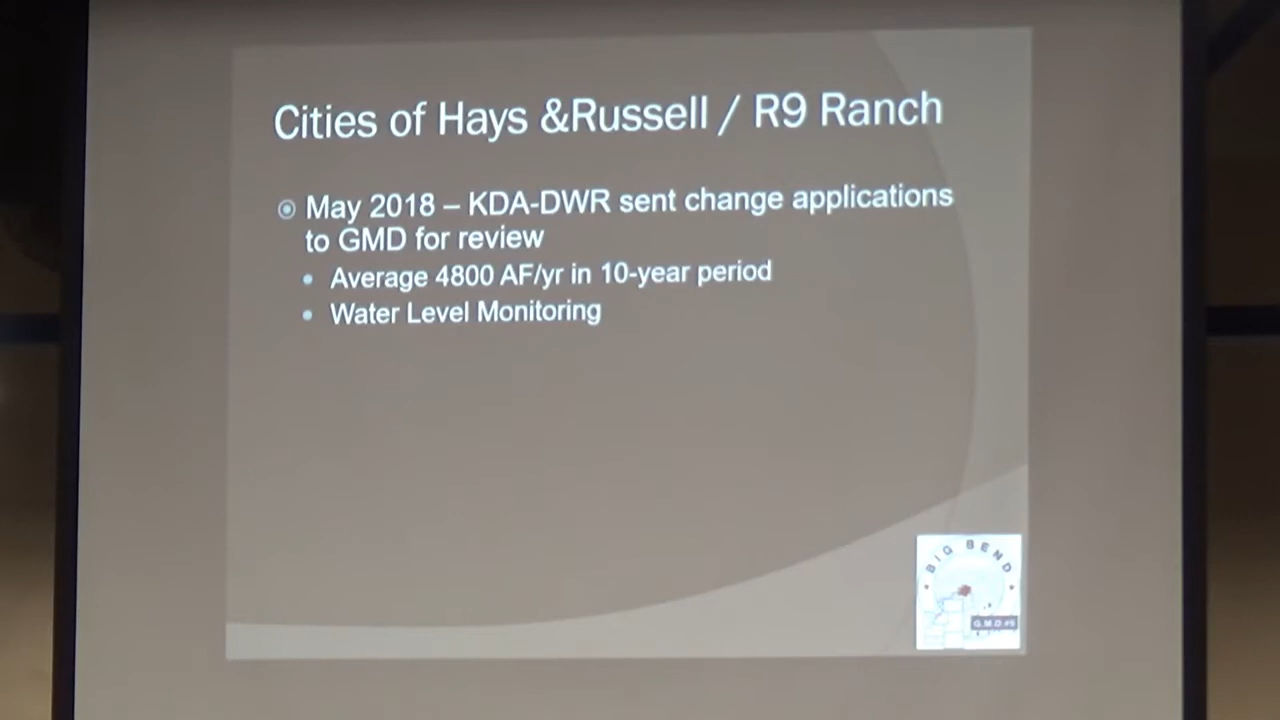 Cities of Hays &Russell / R9 Ranch
May 2018 – KDA-DWR sent change applications
to GMD for review
Average 4800 AF/yr in 10-year period
Water Level Monitoring
BIG BEND
G.M.D #5